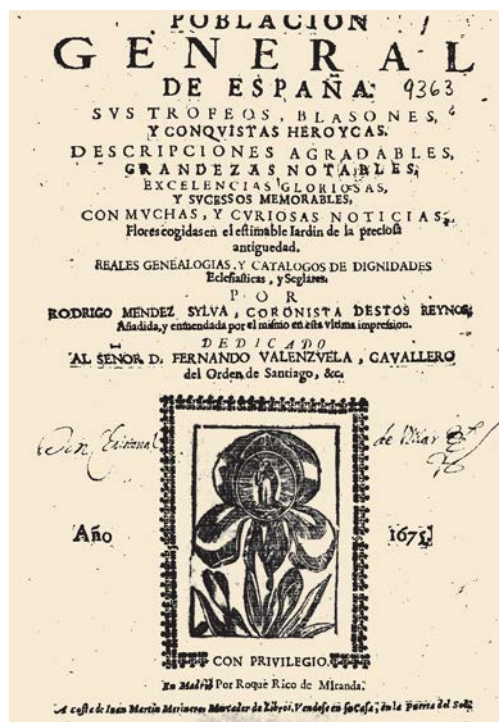 POBLACION
GENERAL
DE ESPAÑA.
9363
SVS TROFEOS, BLASONES,
Y CONQVISTAS HEROYCAS.
DESCRIPCIONES AGRADABLES,
GRANDEZAS NOTABLES,
EXCELENCIAS GLORIOSAS,
Y SVCESSOS MEMORABLES,
CON MVCHAS, Y CVRIOSAS NOTICIAS,
Flores cogidas en el estimable Iardin de la preciosa
antiguedad.
REALES GENEALOGIAS, Y CATALOGOS DE DIGNIDADES
Eclesiasticas, y Seglares.
POR
RODRIGO MENDEZ SYLVA, CORONISTA DESTOS REYNOS,
Añadida, y enmendada por el mismo en esta vltima impression.
DEDICADO
AL SEÑOR D. FERNANDO VALENZVELA, CAVALLERO
del Orden de Santiago, &c.
de Pilar
Año 1675
CON PRIVILEGIO.
En Madrid Por Roque Rico de Miranda.
A costa de Iuan Martin Merinero Mercader de Libros. Vendese en su Casa, en la Puerta del Sol.